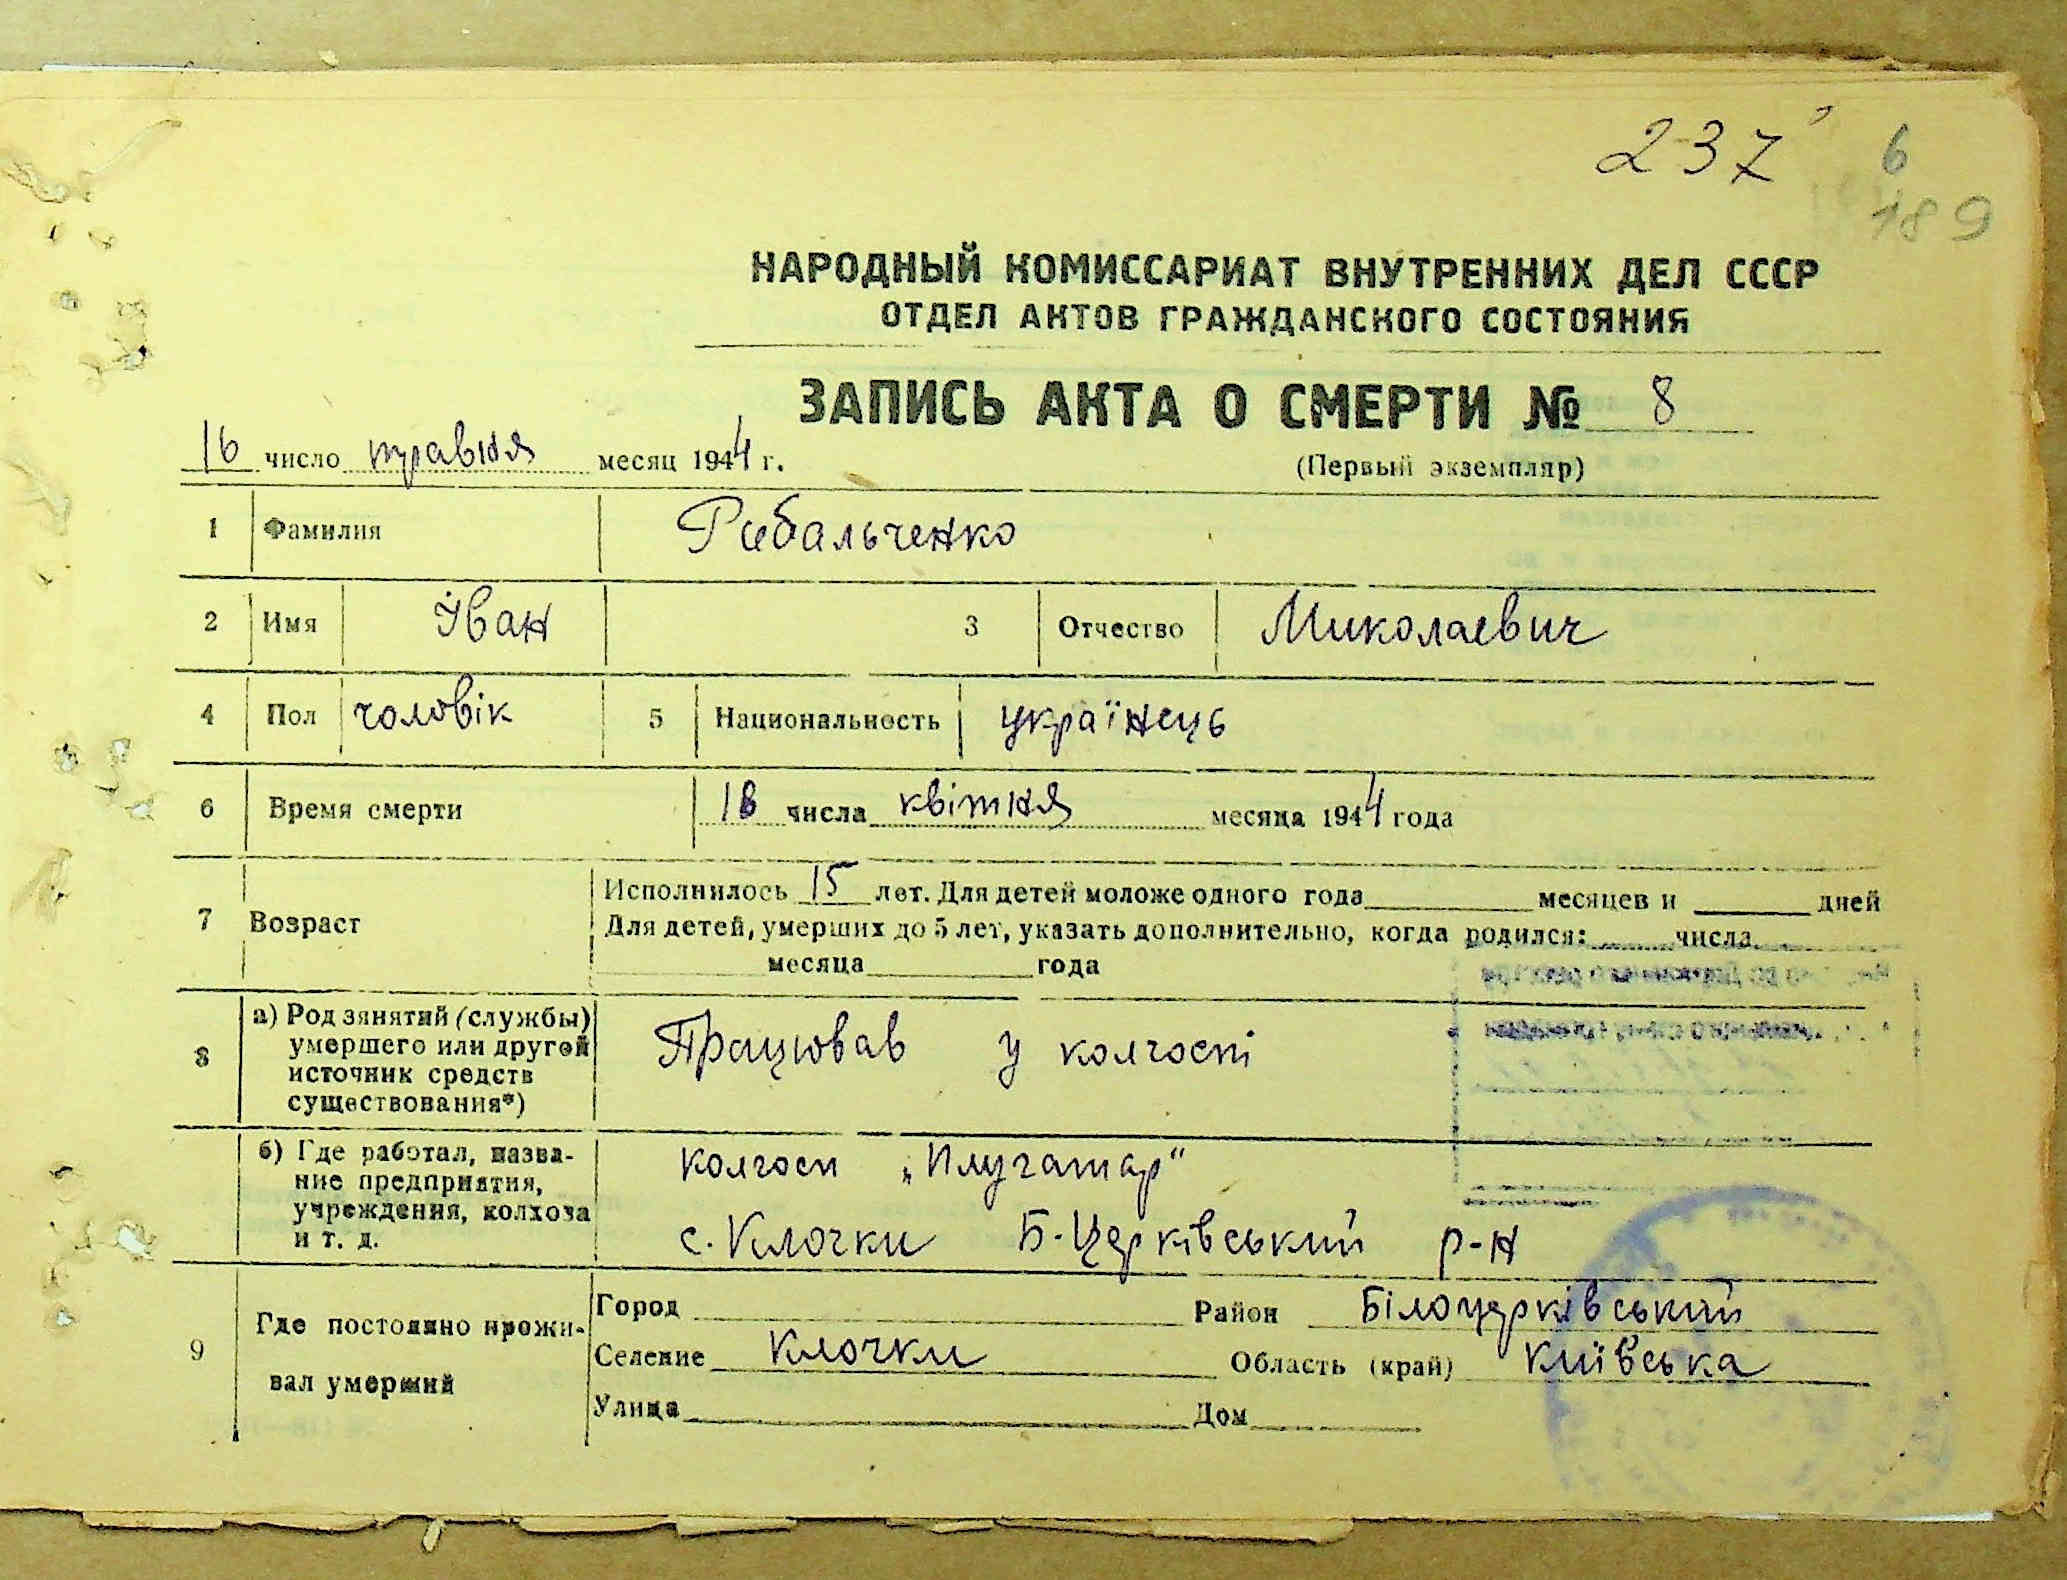 237
6
189
НАРОДНЫЙ КОМИССАРИАТ ВНУТРЕННИХ ДЕЛ СССР
ОТДЕЛ АКТОВ ГРАЖДАНСКОГО СОСТОЯНИЯ
ЗАПИСЬ АКТА О СМЕРТИ № 8
16 число травня месяц 1944 г.
(Первый экземпляр)
1 Фамилия Рибальченко
2 Имя Іван 3 Отчество Миколаевич
4 Пол чоловік 5 Национальность українець
6 Время смерти 18 числа квітня месяца 1944 года
7 Возраст Исполнилось 15 лет. Для детей моложе одного года месяцев и дней
Для детей, умерших до 5 лет, указать дополнительно, когда родился: числа
месяца года
8 а) Род занятий (службы)
умершего или другой
источник средств
существования*)
Працював у колгоспі
б) Где работал, назва-
ние предприятия,
учреждения, колхоза
и т. д.
колгосп „Плугатар"
с. Клочки Б-Церківський р-н
9 Где постоянно прожи-
вал умерший
Город Район Білоцерківський
Селение Клочки Область (край) Київська
Улица Дом